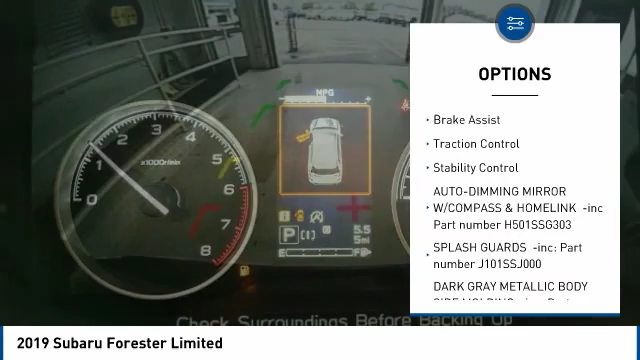 OPTIONS
Brake Assist
Traction Control
Stability Control
AUTO-DIMMING MIRROR
W/COMPASS & HOMELINK -inc
Part number H501SSG303
SPLASH GUARDS -inc: Part
number J101SSJ000
DARK GRAY METALLIC BODY
MPG
x1000r/min
0
1
2
3
4
5
6
7
8
P
5.5
5mi
E
F
Check Surroundings Before Backing Up
2019 Subaru Forester Limited